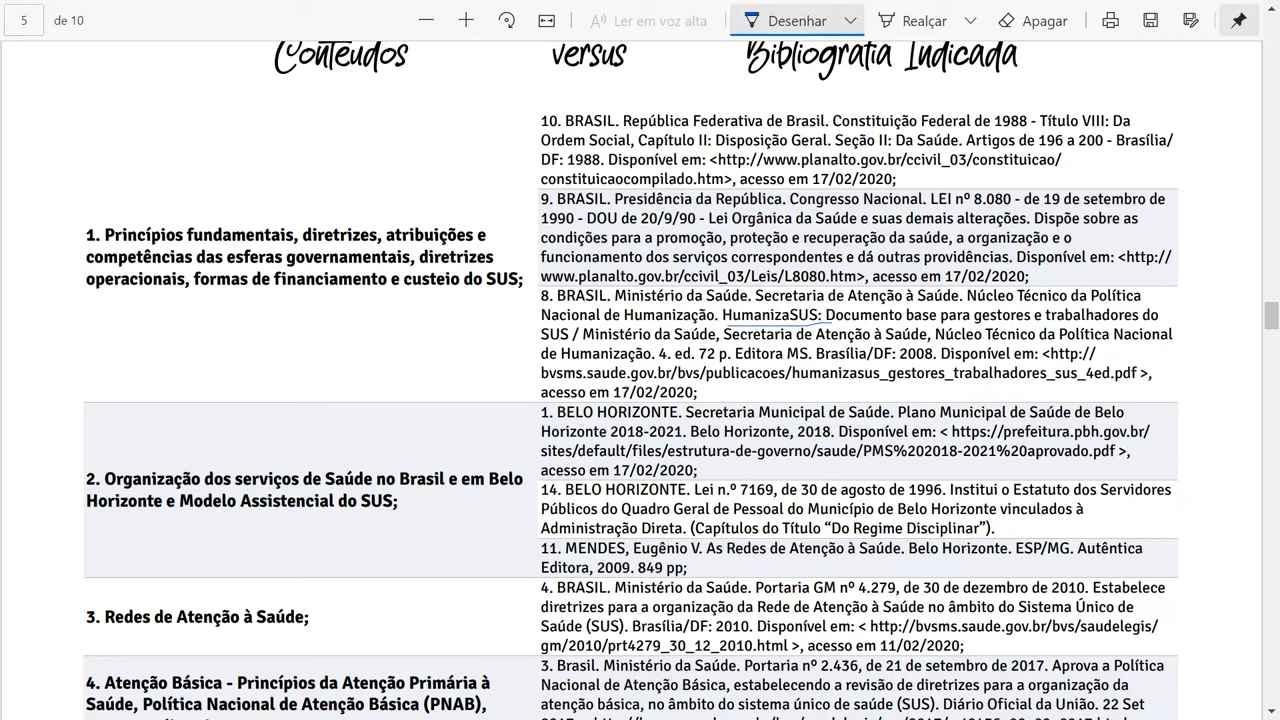 5 de 10 Ler em voz alta Desenhar Realçar Apagar
Conteúdos versus Bibliografia Indicada
10. BRASIL. República Federativa de Brasil. Constituição Federal de 1988 - Título VIII: Da
Ordem Social, Capítulo II: Disposição Geral. Seção II: Da Saúde. Artigos de 196 a 200 - Brasília/
DF: 1988. Disponível em: <http://www.planalto.gov.br/ccivil_03/constituicao/
constituicaocompilado.htm>, acesso em 17/02/2020;
1. Princípios fundamentais, diretrizes, atribuições e
competências das esferas governamentais, diretrizes
operacionais, formas de financiamento e custeio do SUS;
9. BRASIL. Presidência da República. Congresso Nacional. LEI nº 8.080 - de 19 de setembro de
1990 - DOU de 20/9/90 - Lei Orgânica da Saúde e suas demais alterações. Dispõe sobre as
condições para a promoção, proteção e recuperação da saúde, a organização e o
funcionamento dos serviços correspondentes e dá outras providências. Disponível em: <http://
www.planalto.gov.br/ccivil_03/Leis/L8080.htm>, acesso em 17/02/2020;
8. BRASIL. Ministério da Saúde. Secretaria de Atenção à Saúde. Núcleo Técnico da Política
Nacional de Humanização. HumanizaSUS: Documento base para gestores e trabalhadores do
SUS / Ministério da Saúde, Secretaria de Atenção à Saúde, Núcleo Técnico da Política Nacional
de Humanização. 4. ed. 72 p. Editora MS. Brasília/DF: 2008. Disponível em: <http://
bvsms.saude.gov.br/bvs/publicacoes/humanizasus_gestores_trabalhadores_sus_4ed.pdf >,
acesso em 17/02/2020;
2. Organização dos serviços de Saúde no Brasil e em Belo
Horizonte e Modelo Assistencial do SUS;
1. BELO HORIZONTE. Secretaria Municipal de Saúde. Plano Municipal de Saúde de Belo
Horizonte 2018-2021. Belo Horizonte, 2018. Disponível em: < https://prefeitura.pbh.gov.br/
sites/default/files/estrutura-de-governo/saude/PMS%202018-2021%20aprovado.pdf >,
acesso em 17/02/2020;
14. BELO HORIZONTE. Lei n.º 7169, de 30 de agosto de 1996. Institui o Estatuto dos Servidores
Públicos do Quadro Geral de Pessoal do Município de Belo Horizonte vinculados à
Administração Direta. (Capítulos do Título “Do Regime Disciplinar”).
11. MENDES, Eugênio V. As Redes de Atenção à Saúde. Belo Horizonte. ESP/MG. Autêntica
Editora, 2009. 849 pp;
3. Redes de Atenção à Saúde;
4. BRASIL. Ministério da Saúde. Portaria GM nº 4.279, de 30 de dezembro de 2010. Estabelece
diretrizes para a organização da Rede de Atenção à Saúde no âmbito do Sistema Único de
Saúde (SUS). Brasília/DF: 2010. Disponível em: < http://bvsms.saude.gov.br/bvs/saudelegis/
gm/2010/prt4279_30_12_2010.html >, acesso em 11/02/2020;
4. Atenção Básica - Princípios da Atenção Primária à
Saúde, Política Nacional de Atenção Básica (PNAB),
3. Brasil. Ministério da Saúde. Portaria nº 2.436, de 21 de setembro de 2017. Aprova a Política
Nacional de Atenção Básica, estabelecendo a revisão de diretrizes para a organização da
atenção básica, no âmbito do sistema único de saúde (SUS). Diário Oficial da União. 22 Set